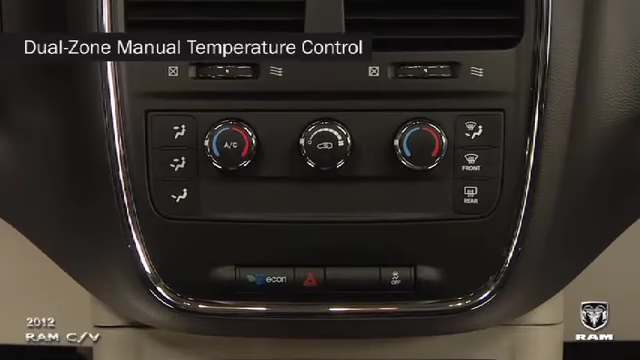 Dual-Zone Manual Temperature Control
A/C
FRONT
REAR
econ
OFF
2012
RAM C/V
RAM